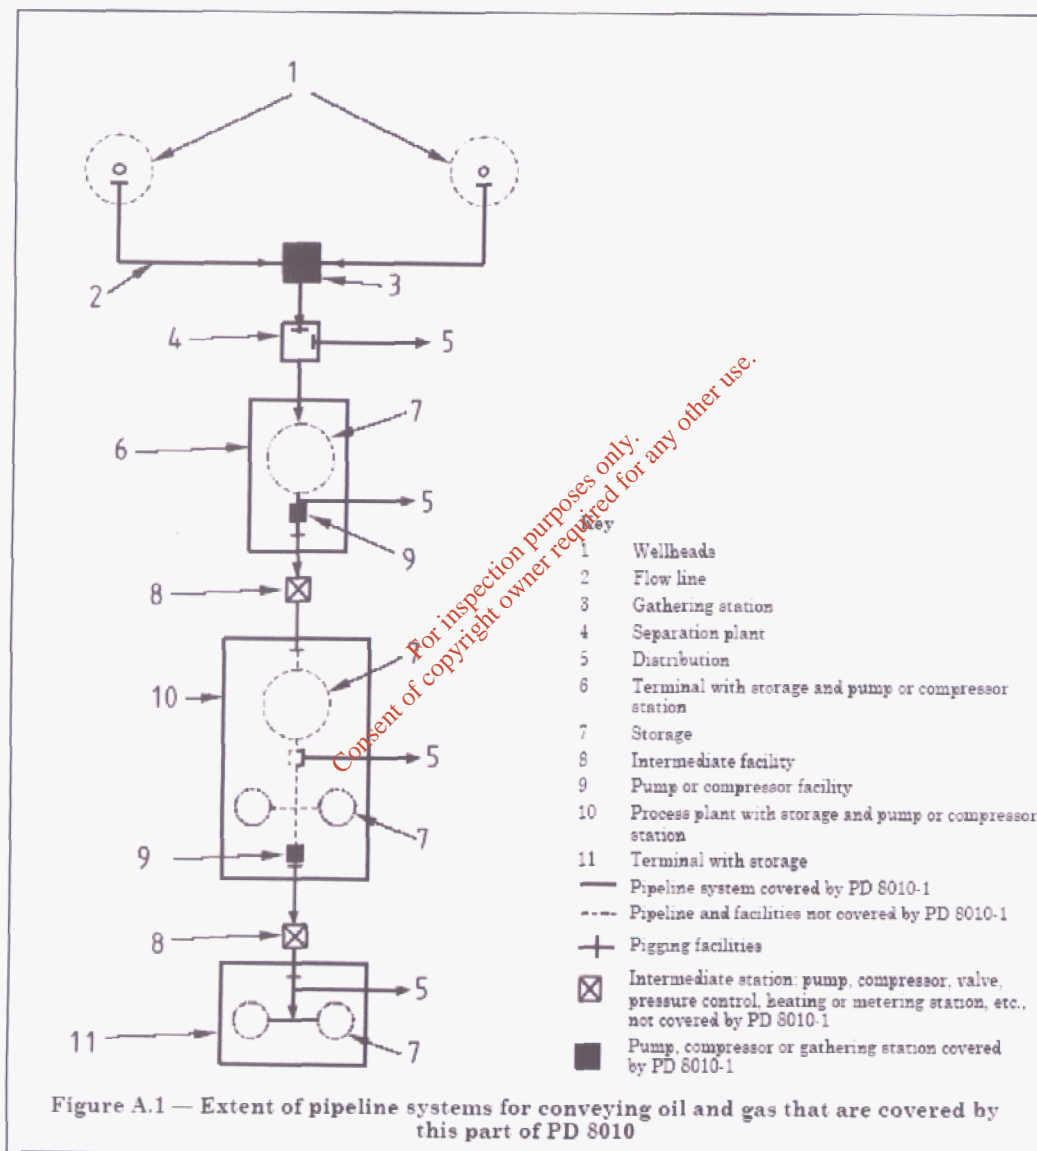 1
2
3
4
5
7
6
5
9
8
7
10
5
7
9
8
5
11
7
For inspection purposes only.
Consent of copyright owner required for any other use.
Key
1 Wellheads
2 Flow line
3 Gathering station
4 Separation plant
5 Distribution
6 Terminal with storage and pump or compressor
station
7 Storage
8 Intermediate facility
9 Pump or compressor facility
10 Process plant with storage and pump or compressor
station
11 Terminal with storage
Pipeline system covered by PD 8010-1
Pipeline and facilities not covered by PD 8010-1
Pigging facilities
Intermediate station: pump, compressor, valve,
pressure control, heating or metering station, etc.,
not covered by PD 8010-1
Pump, compressor or gathering station covered
by PD 8010-1
Figure A.1 — Extent of pipeline systems for conveying oil and gas that are covered by
this part of PD 8010